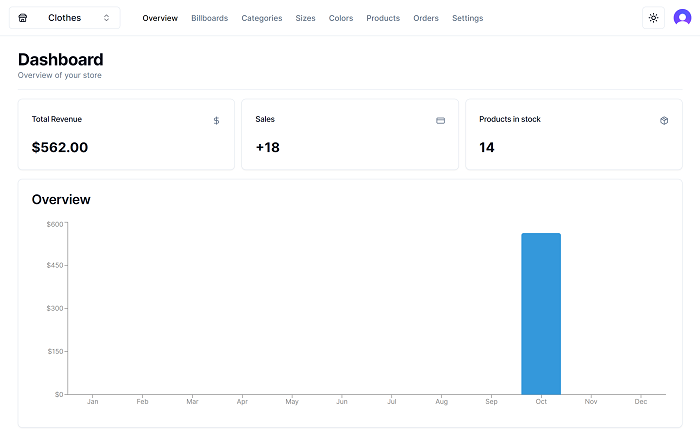 Clothes Overview Billboards Categories Sizes Colors Products Orders Settings
Dashboard
Overview of your store
Total Revenue $
$562.00
Sales
+18
Products in stock
14
Overview
$600
$450
$300
$150
$0
Jan Feb Mar Apr May Jun Jul Aug Sep Oct Nov Dec